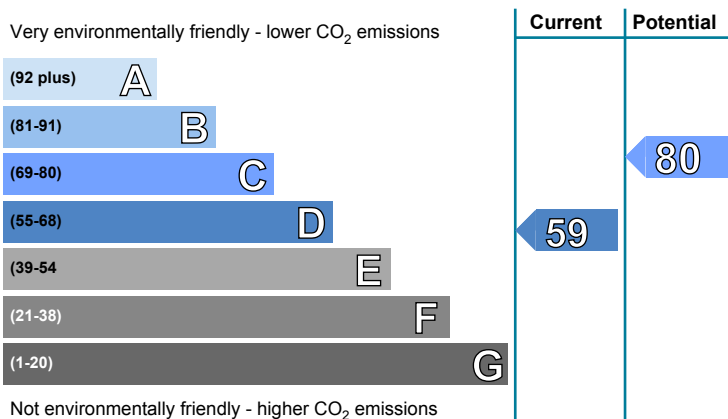 Very environmentally friendly - lower CO₂ emissions
Current
Potential
(92 plus) A
(81-91) B
(69-80) C
80
(55-68) D
59
(39-54 E
(21-38) F
(1-20) G
Not environmentally friendly - higher CO₂ emissions